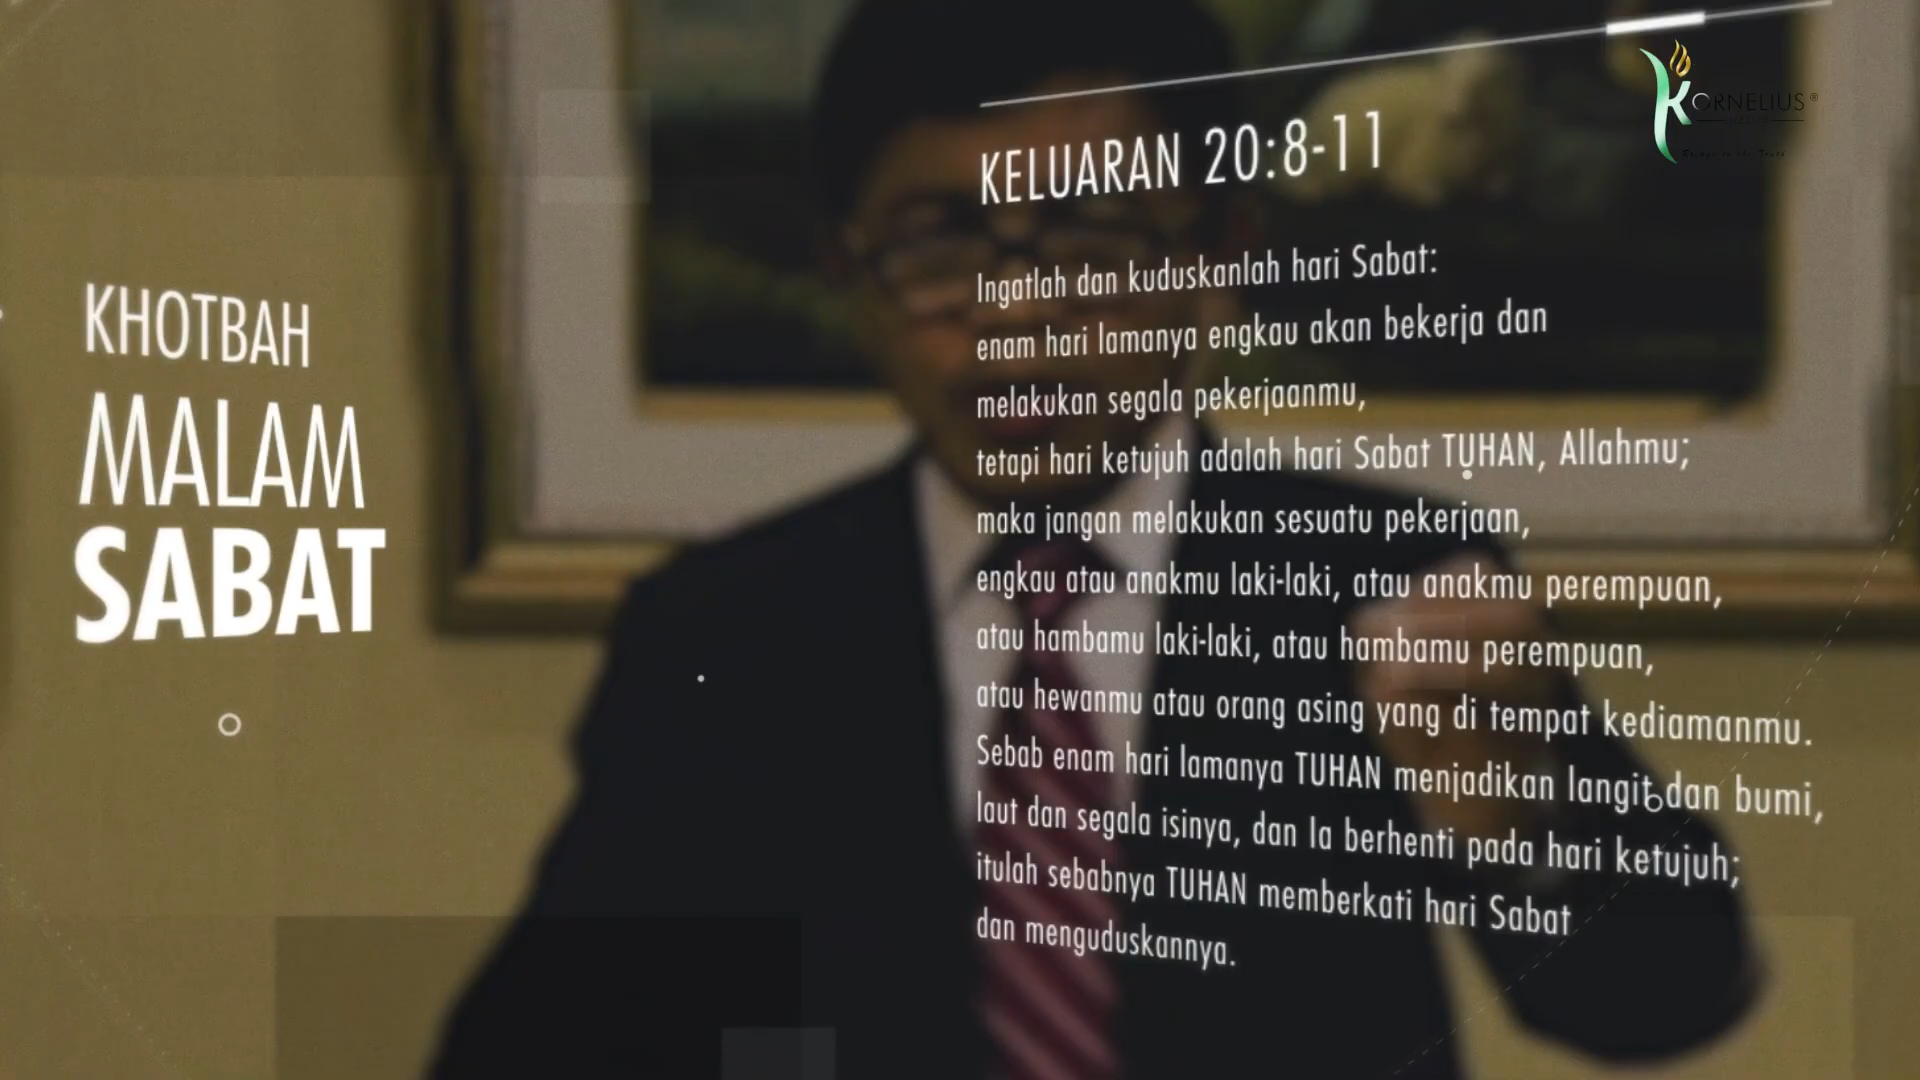 KHOTBAH
MALAM
SABAT
KORNELIUS®
KELUARAN 20:8-11
Ingatlah dan kuduskanlah hari Sabat:
enam hari lamanya engkau akan bekerja dan
melakukan segala pekerjaanmu,
tetapi hari ketujuh adalah hari Sabat TUHAN, Allahmu;
maka jangan melakukan sesuatu pekerjaan,
engkau atau anakmu laki-laki, atau anakmu perempuan,
atau hambamu laki-laki, atau hambamu perempuan,
atau hewanmu atau orang asing yang di tempat kediamanmu.
Sebab enam hari lamanya TUHAN menjadikan langit dan bumi,
laut dan segala isinya, dan Ia berhenti pada hari ketujuh;
itulah sebabnya TUHAN memberkati hari Sabat
dan menguduskannya.